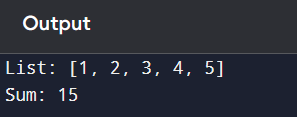 Output
List: [1, 2, 3, 4, 5]
Sum: 15